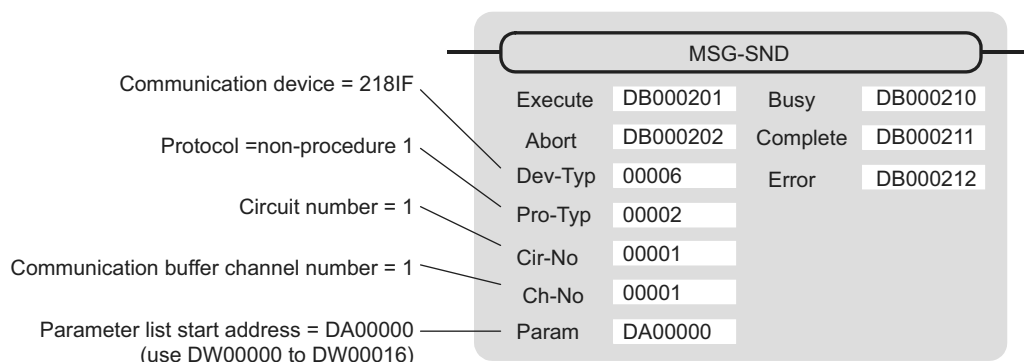 MSG-SND
Communication device = 218IF
Execute DB000201 Busy DB000210
Protocol =non-procedure 1
Abort DB000202 Complete DB000211
Dev-Typ 00006 Error DB000212
Circuit number = 1
Pro-Typ 00002
Communication buffer channel number = 1
Cir-No 00001
Ch-No 00001
Parameter list start address = DA00000
Param DA00000
(use DW00000 to DW00016)